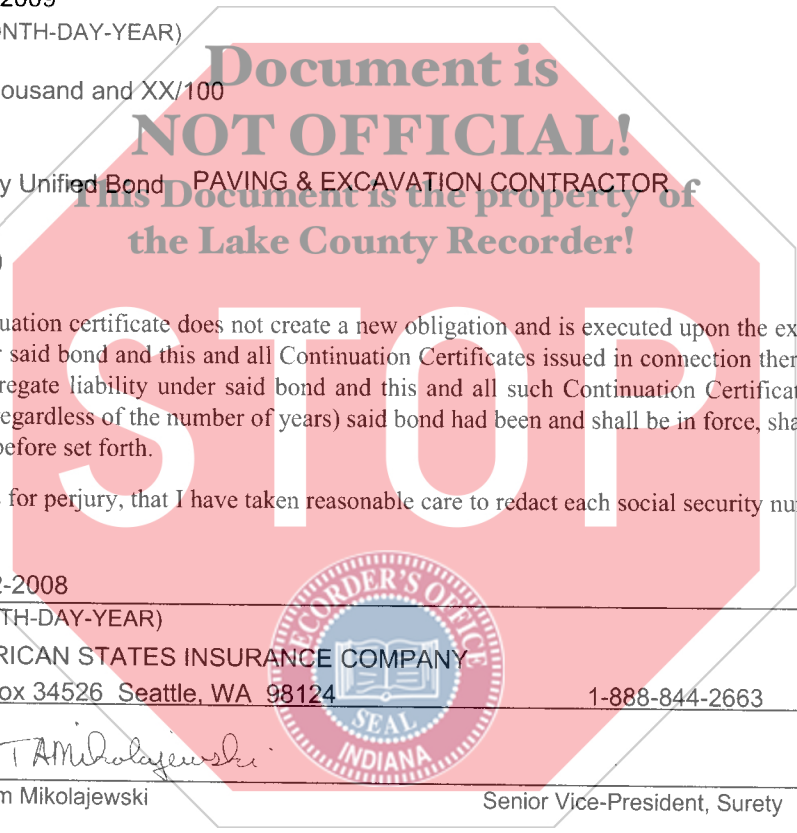 2009
ONTH-DAY-YEAR)
Document is
ousand and XX/100
NOT OFFICIAL!
y Unified Bond PAVING & EXCAVATION CONTRACTOR
This Document is the property of
the Lake County Recorder!
uation certificate does not create a new obligation and is executed upon the ex
said bond and this and all Continuation Certificates issued in connection ther
regate liability under said bond and this and all such Continuation Certificat
egardless of the number of years) said bond had been and shall be in force, sha
before set forth.
STOP
for perjury, that I have taken reasonable care to redact each social security nu
2-2008
TH-DAY-YEAR)
RICAN STATES INSURANCE COMPANY
ox 34526 Seattle, WA 98124 1-888-844-2663
RECORDER'S OFFICE
SEAL
INDIANA
TAMikolajewski
m Mikolajewski Senior Vice-President, Surety